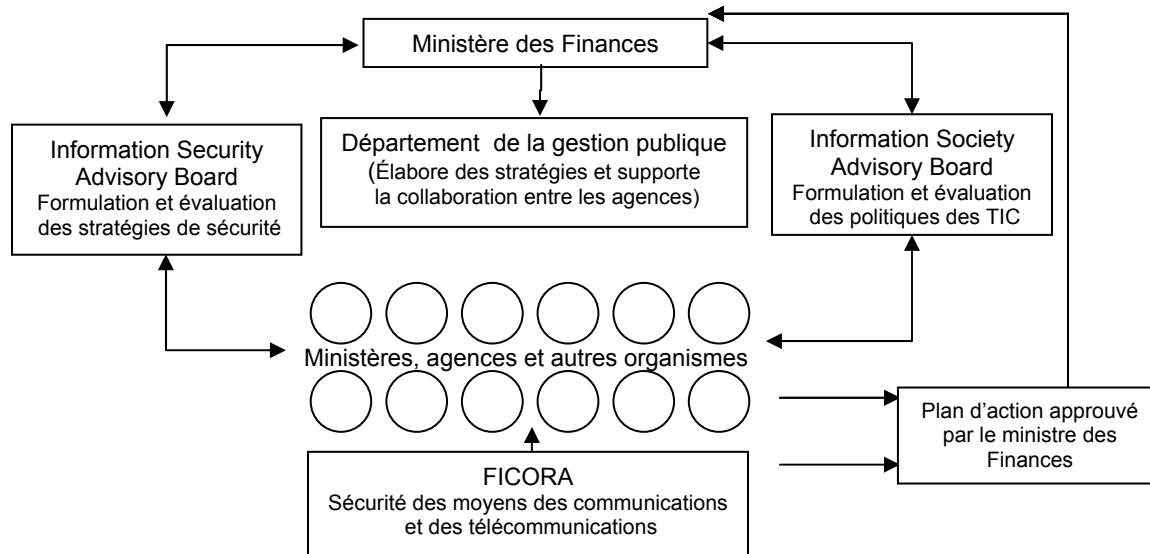 Ministère des Finances
Information Security
Advisory Board
Formulation et évaluation
des stratégies de sécurité
Département de la gestion publique
(Élabore des stratégies et supporte
la collaboration entre les agences)
Information Society
Advisory Board
Formulation et évaluation
des politiques des TIC
Ministères, agences et autres organismes
Plan d'action approuvé
par le ministre des
Finances
FICORA
Sécurité des moyens des communications
et des télécommunications